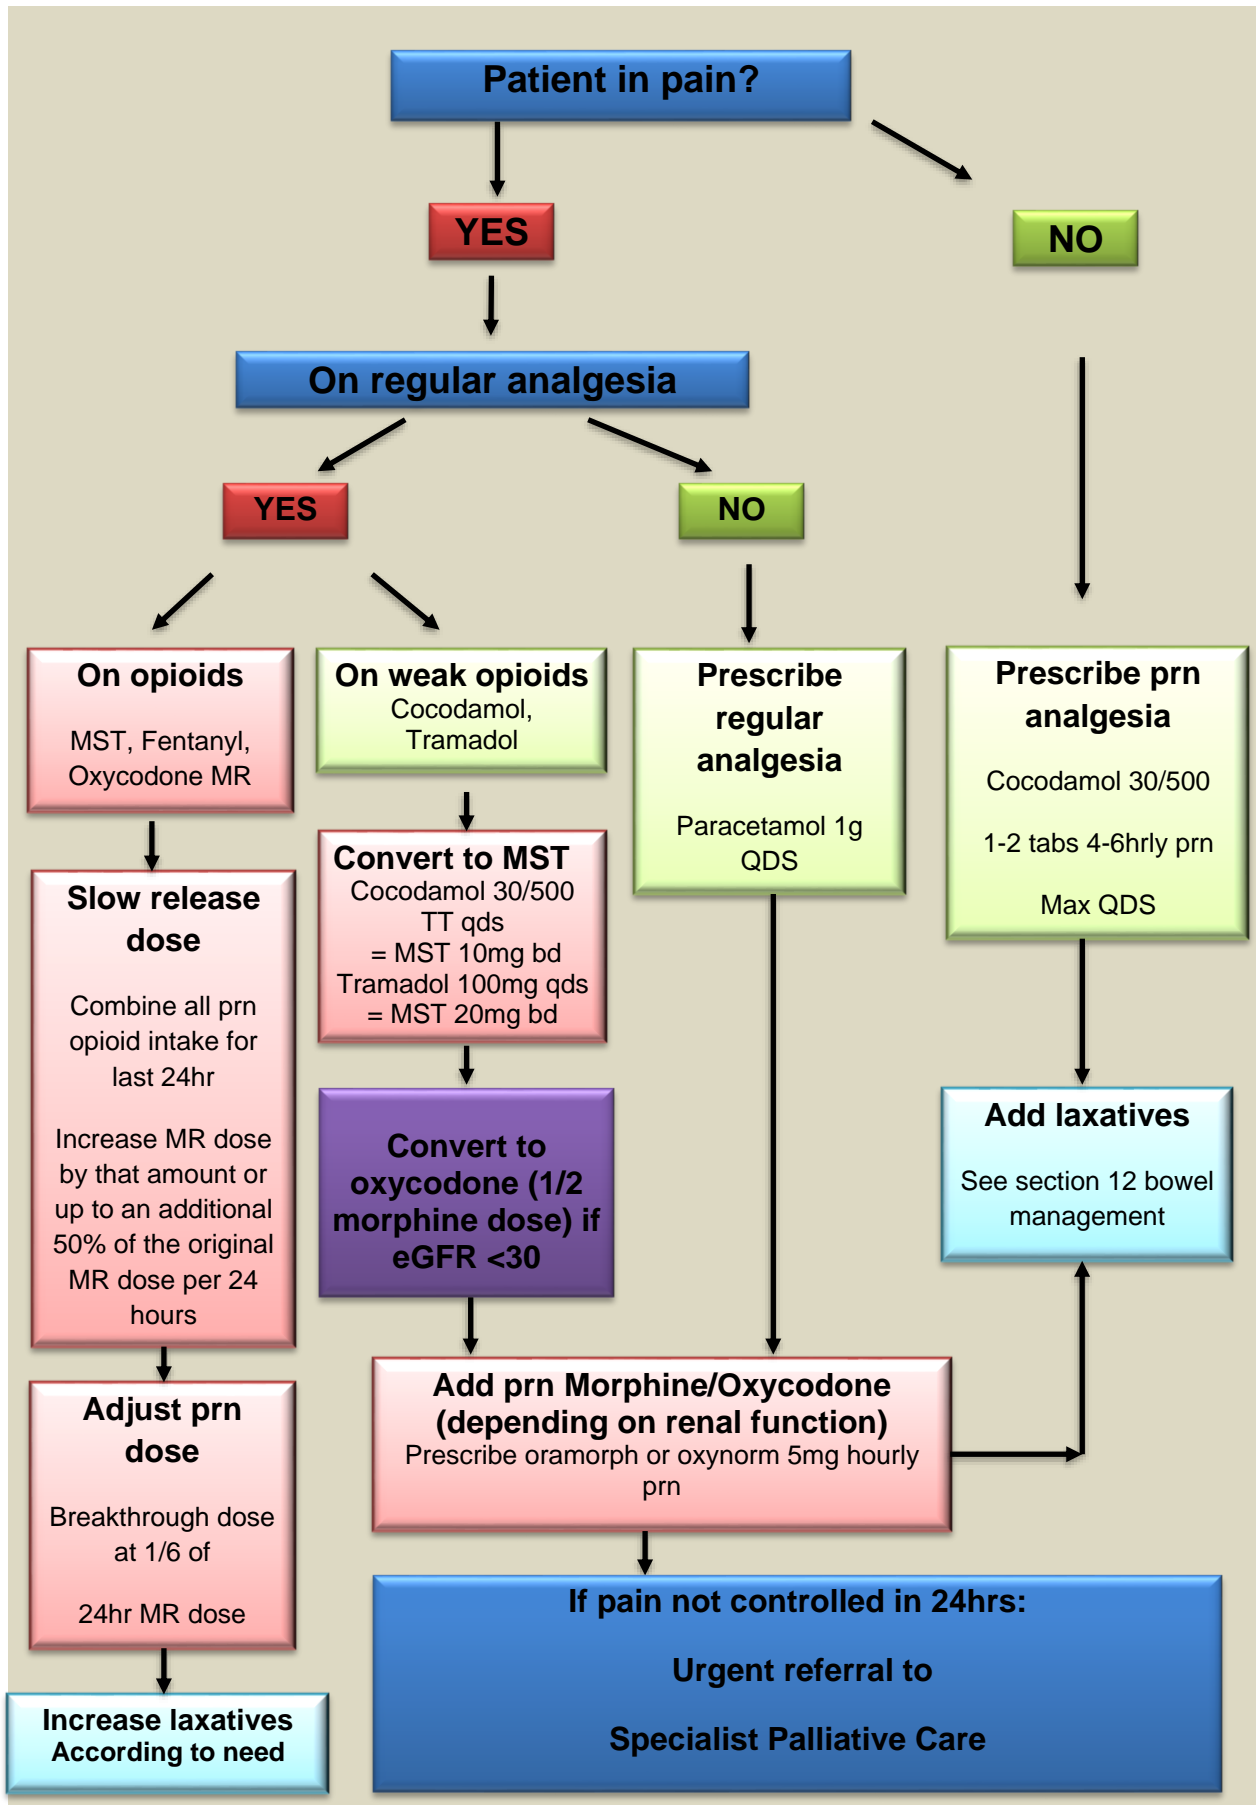 Patient in pain?
YES
NO
On regular analgesia
YES
NO
On opioids
MST, Fentanyl,
Oxycodone MR
On weak opioids
Cocodamol,
Tramadol
Prescribe
regular
analgesia
Paracetamol 1g
QDS
Prescribe prn
analgesia
Cocodamol 30/500
1-2 tabs 4-6hrly prn
Max QDS
Slow release
dose
Combine all prn
opioid intake for
last 24hr
Increase MR dose
by that amount or
up to an additional
50% of the original
MR dose per 24
hours
Convert to MST
Cocodamol 30/500
TT qds
= MST 10mg bd
Tramadol 100mg qds
= MST 20mg bd
Convert to
oxycodone (1/2
morphine dose) if
eGFR <30
Add laxatives
See section 12 bowel
management
Adjust prn
dose
Breakthrough dose
at 1/6 of
24hr MR dose
Add prn Morphine/Oxycodone
(depending on renal function)
Prescribe oramorph or oxynorm 5mg hourly
prn
Increase laxatives
According to need
If pain not controlled in 24hrs:
Urgent referral to
Specialist Palliative Care